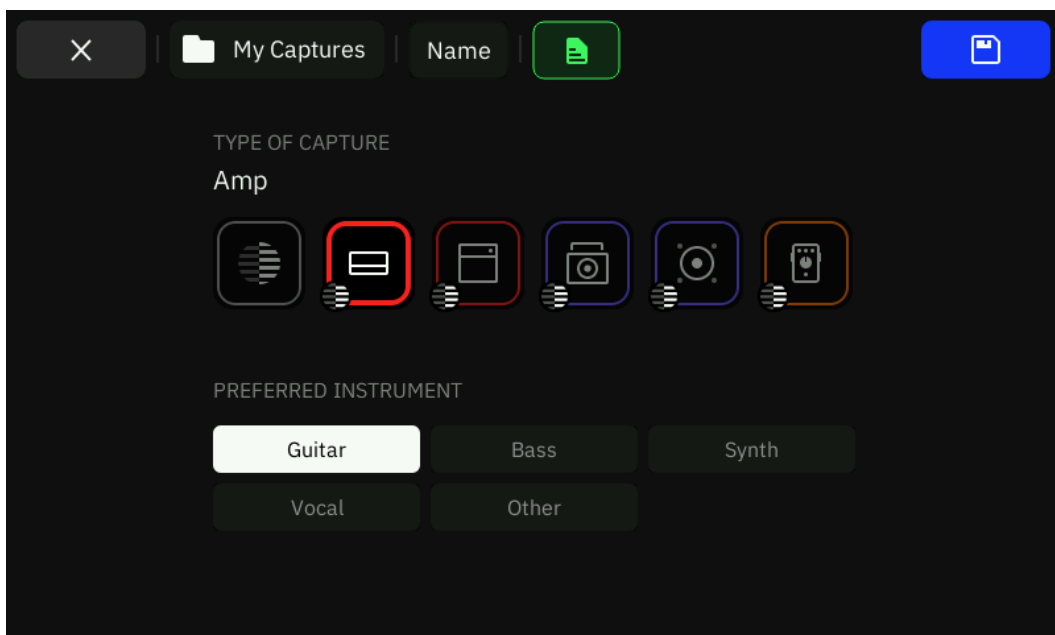 My Captures Name
TYPE OF CAPTURE
Amp
PREFERRED INSTRUMENT
Guitar Bass Synth
Vocal Other